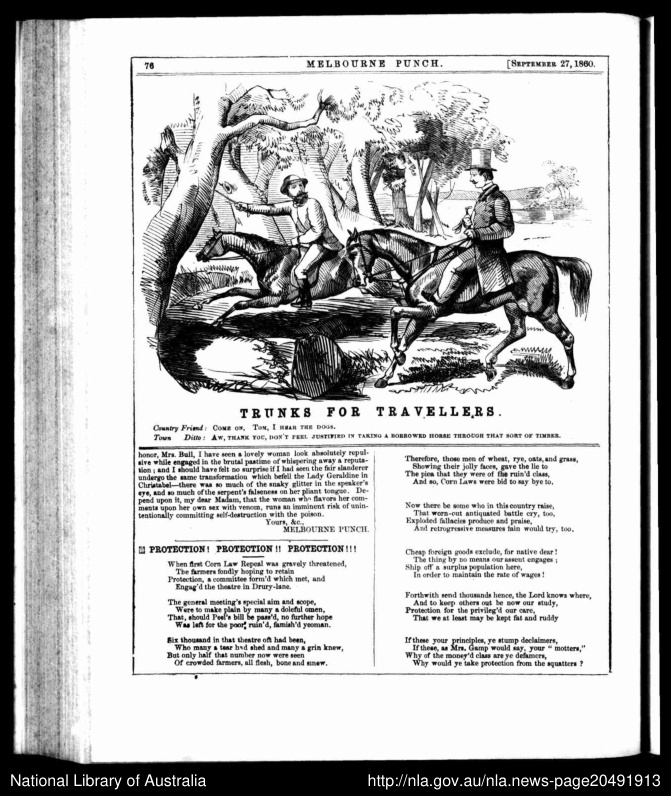 76
MELBOURNE PUNCH.
[SEPTEMBER 27, 1860.
TRUNKS FOR TRAVELLERS.
Country Friend: COME ON, TOM, I HEAR THE DOGS.
Town Ditto: AW, THANK YOU, DON'T FEEL JUSTIFIED IN TAKING A BORROWED HORSE THROUGH THAT SORT OF TIMBER.
honor, Mrs. Bull, I have seen a lovely woman look absolutely repul-
sive while engaged in the brutal pastime of whispering away a reputa-
tion; and I should have felt no surprise if I had seen the fair slanderer
undergo the same transformation which befell the Lady Geraldine in
Christabel—there was so much of the snaky glitter in the speaker's
eye, and so much of the serpent's falseness on her pliant tongue. De-
pend upon it, my dear Madam, that the woman who flavors her com-
ments upon her own sex with venom, runs an imminent risk of unin-
tentionally committing self-destruction with the poison.
Yours, &c.,
MELBOURNE PUNCH.
PROTECTION! PROTECTION!! PROTECTION!!!
When first Corn Law Repeal was gravely threatened,
The farmers fondly hoping to retain
Protection, a committee form'd which met, and
Engag'd the theatre in Drury-lane.
The general meeting's special aim and scope,
Were to make plain by many a doleful omen,
That, should Peel's bill be pass'd, no further hope
Was left for the poor, ruin'd, famish'd yeoman.
Six thousand in that theatre oft had been,
Who many a tear had shed and many a grin knew,
But only half that number now were seen
Of crowded farmers, all flesh, bone and sinew.
Therefore, those men of wheat, rye, oats, and grass,
Showing their jolly faces, gave the lie to
The plea that they were of the ruin'd class,
And so, Corn Laws were bid to say bye to.
Now there be some who in this country raise,
That worn-out antiquated battle cry, too,
Exploded fallacies produce and praise,
And retrogressive measures fain would try, too.
Cheap foreign goods exclude, for native dear!
The thing by no means our assent engages;
Ship off a surplus population here,
In order to maintain the rate of wages!
Forthwith send thousands hence, the Lord knows where,
And to keep others out be now our study,
Protection for the privileg'd our care,
That we at least may be kept fat and ruddy
If these your principles, ye stump declaimers,
If these, as Mrs. Gamp would say, your "motters,"
Why of the money'd class are ye defamers,
Why would ye take protection from the squatters?
National Library of Australia
http://nla.gov.au/nla.news-page20491913